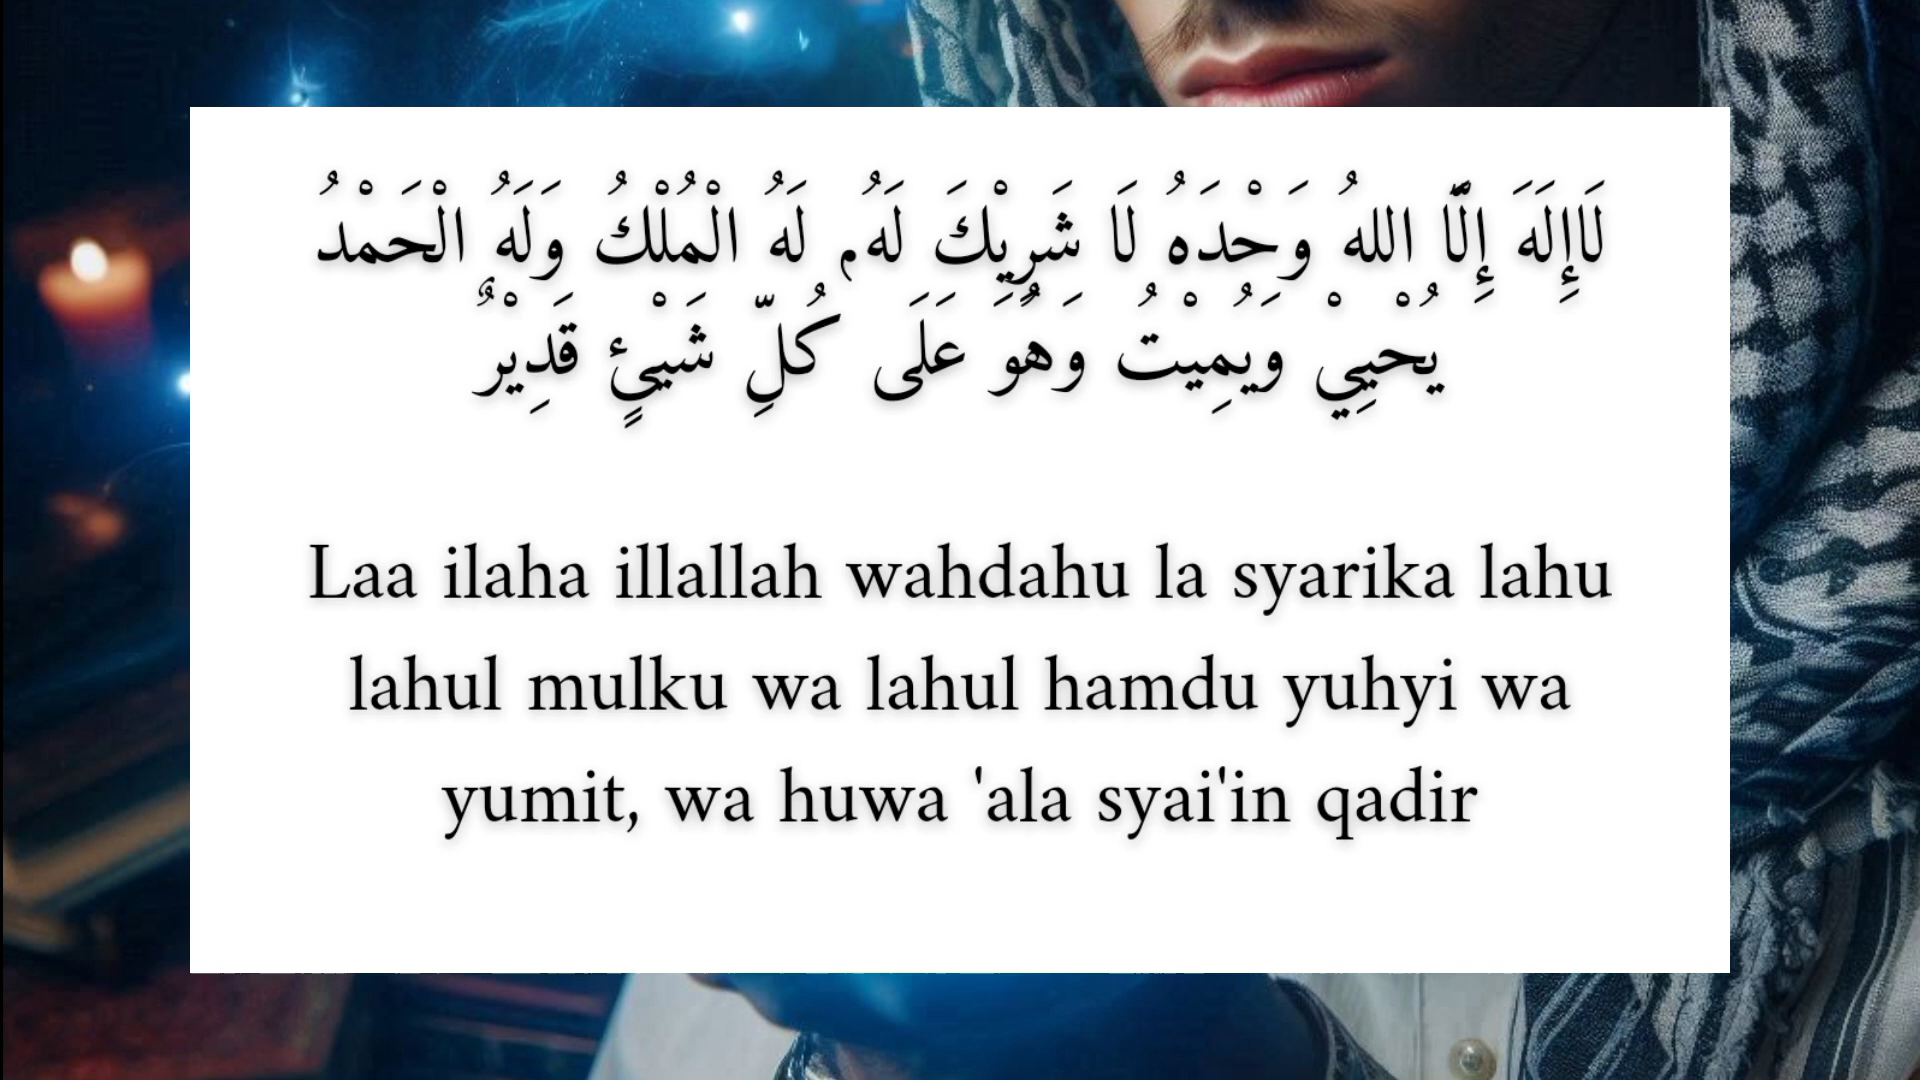 لَاإِلَهَ إِلَّا اللهُ وَحْدَهُ لَا شَرِيْكَ لَهُ، لَهُ الْمُلْكُ وَلَهُ الْحَمْدُ
يُحْيِيْ وَيُمِيْتُ وَهُوَ عَلَى كُلِّ شَيْئٍ قَدِيْرٌ
Laa ilaha illallah wahdahu la syarika lahu
lahul mulku wa lahul hamdu yuhyi wa
yumit, wa huwa 'ala syai'in qadir